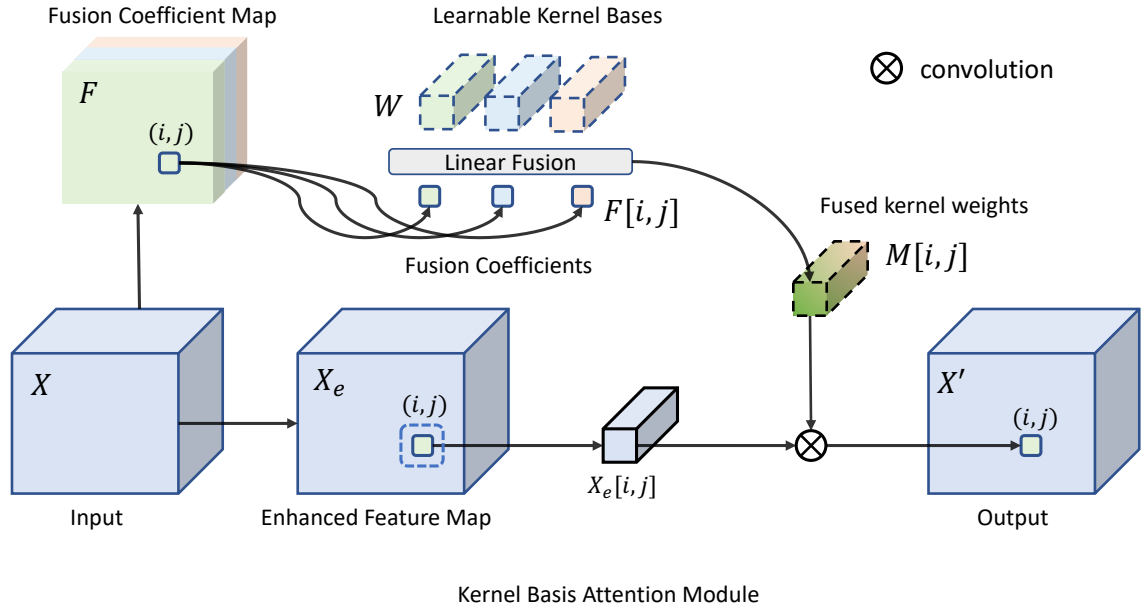 Fusion Coefficient Map
Learnable Kernel Bases
F
W
convolution
(i, j)
Linear Fusion
F[i, j]
Fused kernel weights
Fusion Coefficients
M[i, j]
X
X_e
X'
(i, j)
(i, j)
X_e[i, j]
Input
Enhanced Feature Map
Output
Kernel Basis Attention Module